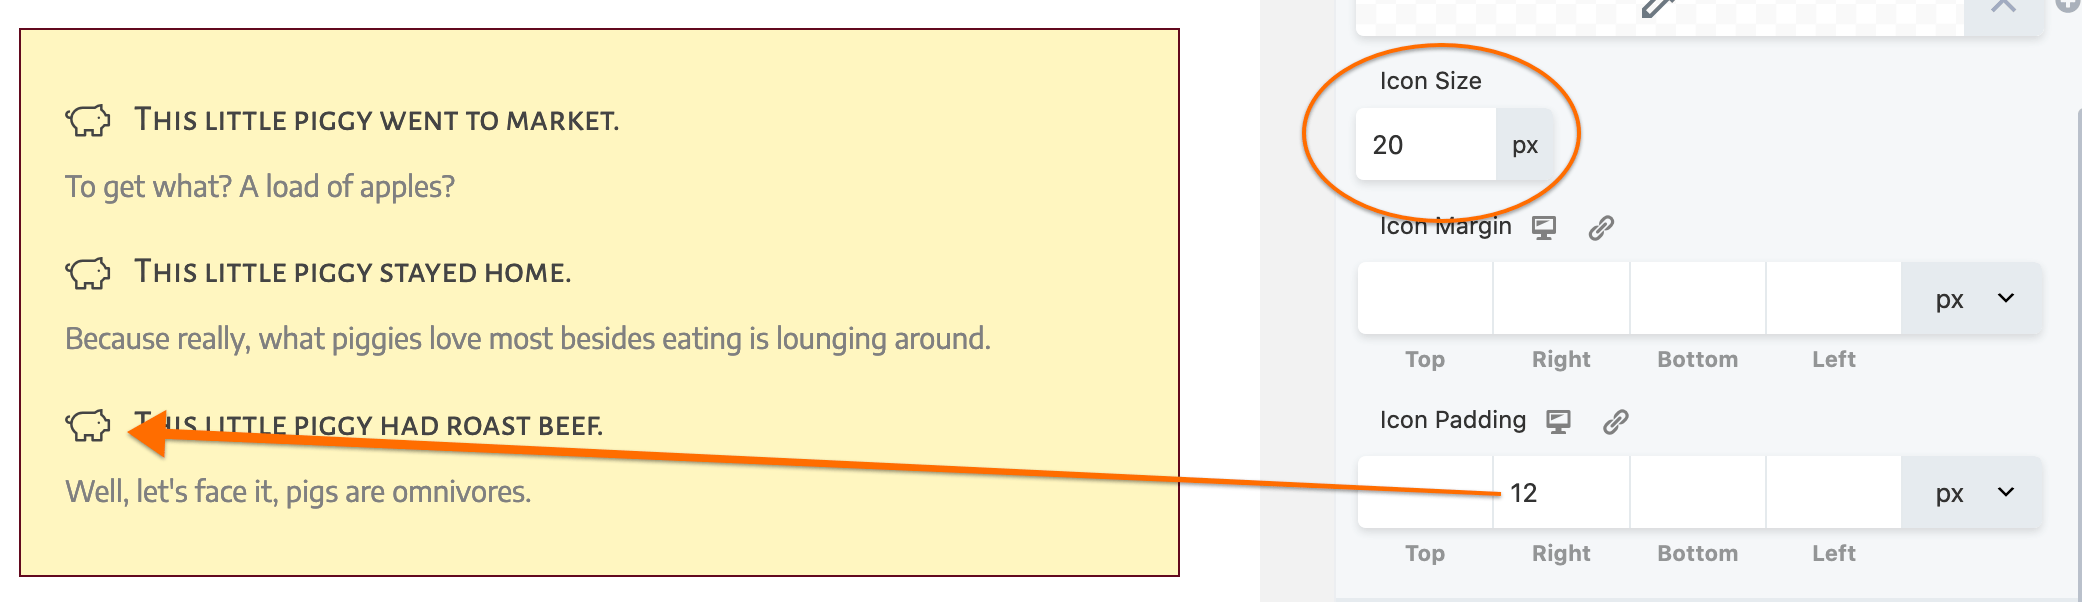 This little piggy went to market.
To get what? A load of apples?
This little piggy stayed home.
Because really, what piggies love most besides eating is lounging around.
This little piggy had roast beef.
Well, let's face it, pigs are omnivores.
Icon Size
20 px
Icon Margin
px
Top Right Bottom Left
Icon Padding
12 px
Top Right Bottom Left